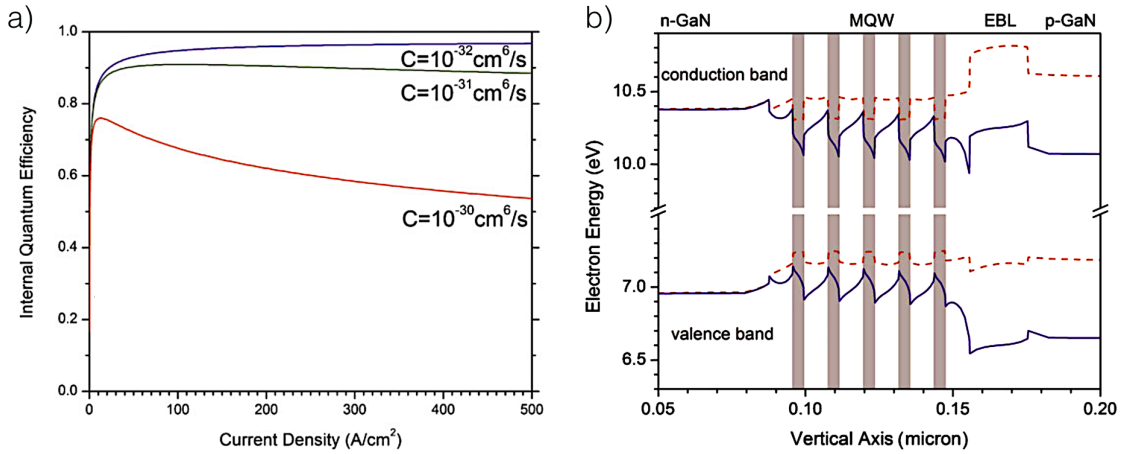 a)
1.0
0.8
0.6
0.4
0.2
0.0
Internal Quantum Efficiency
C=10⁻³²cm⁶/s
C=10⁻³¹cm⁶/s
C=10⁻³⁰cm⁶/s
0 100 200 300 400 500
Current Density (A/cm²)
b)
n-GaN MQW EBL p-GaN
conduction band
valence band
10.5
10.0
7.0
6.5
Electron Energy (eV)
0.05 0.10 0.15 0.20
Vertical Axis (micron)